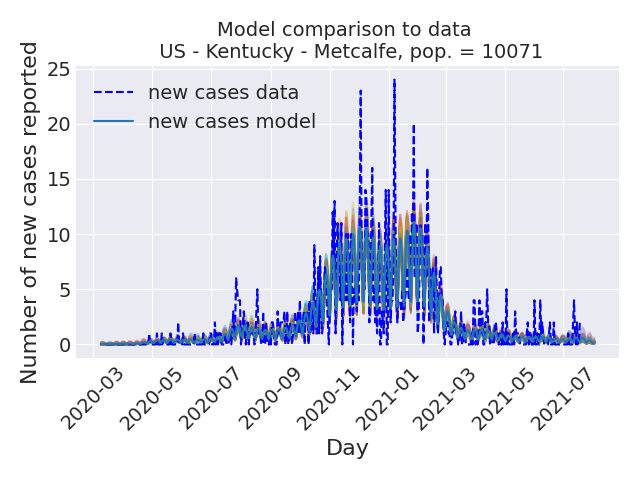 Model comparison to data
US - Kentucky - Metcalfe, pop. = 10071
new cases data
new cases model
Number of new cases reported
25
20
15
10
5
0
2020-03
2020-05
2020-07
2020-09
2020-11
2021-01
2021-03
2021-05
2021-07
Day